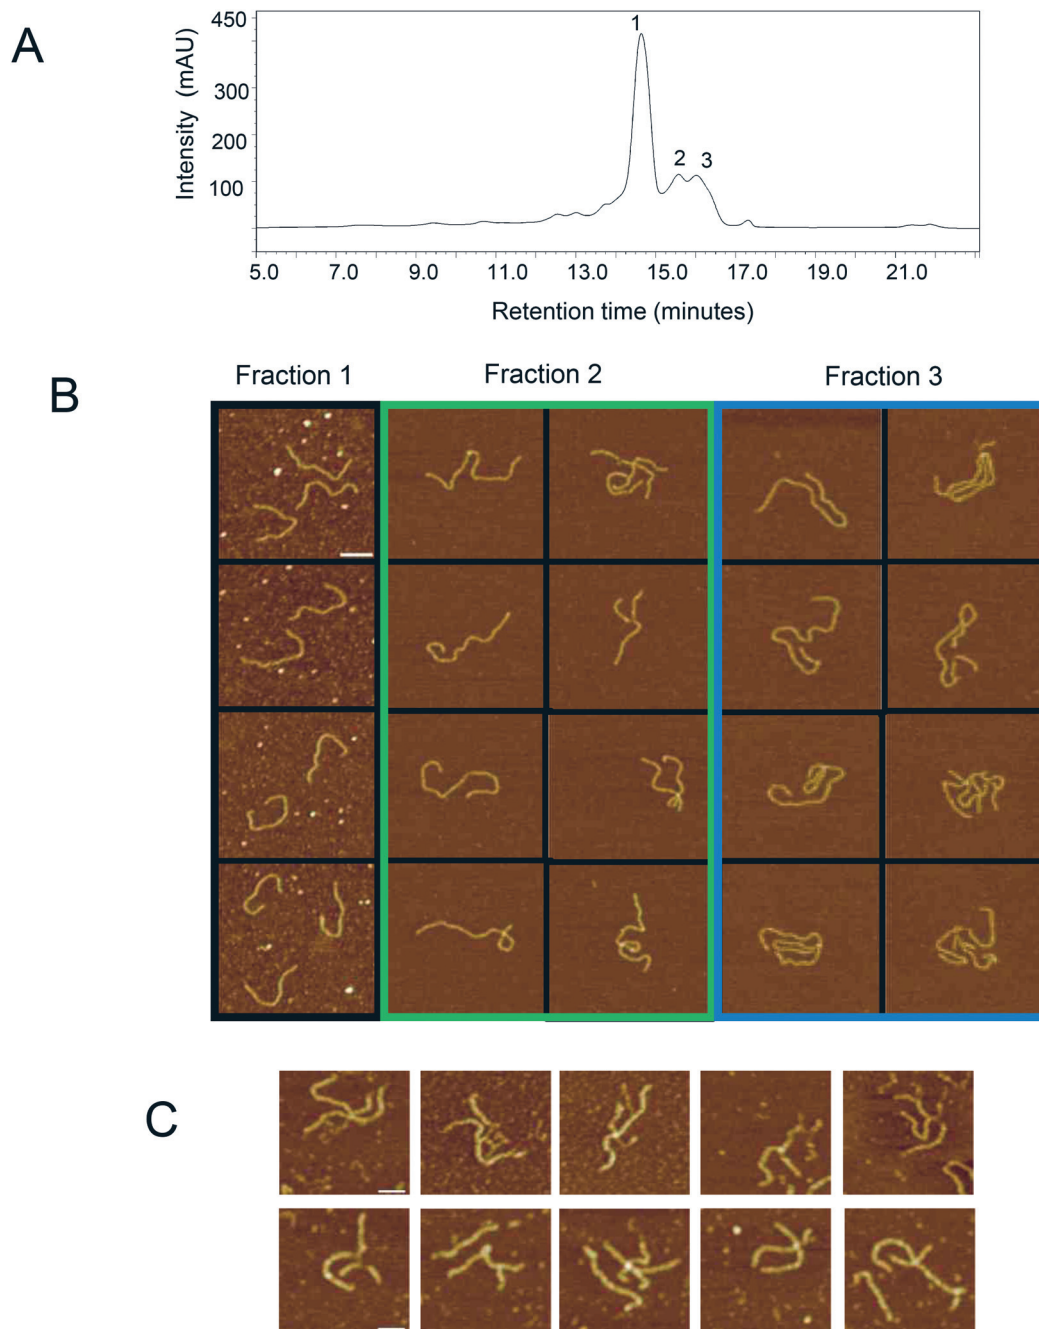 A
Intensity (mAU)
450
300
200
100
1
2
3
5.0 7.0 9.0 11.0 13.0 15.0 17.0 19.0 21.0
Retention time (minutes)
B
Fraction 1 Fraction 2 Fraction 3
C